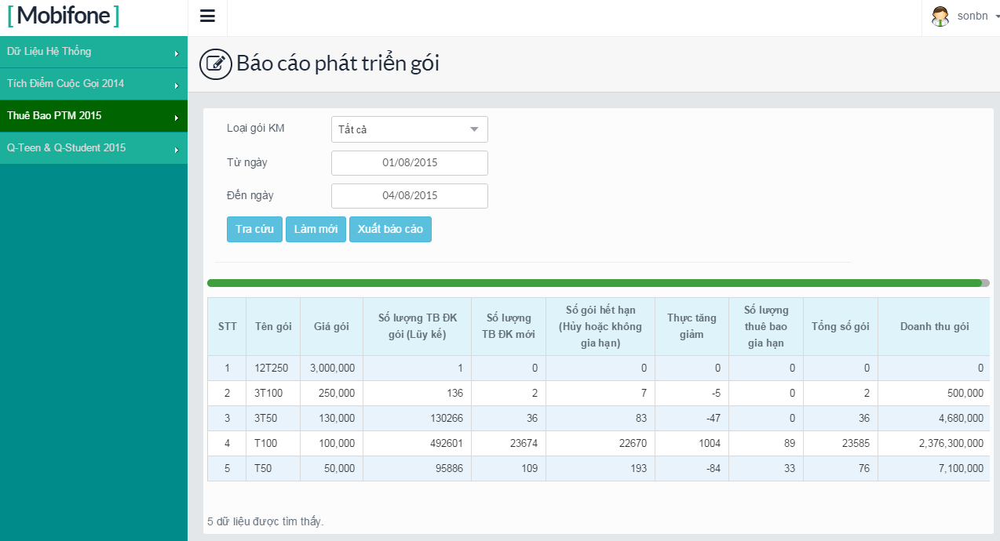 [ Mobifone ]
sonbn
Dữ Liệu Hệ Thống
Tích Điểm Cuộc Gọi 2014
Thuê Bao PTM 2015
Q-Teen & Q-Student 2015
Báo cáo phát triển gói
Loại gói KM Tất cả
Từ ngày 01/08/2015
Đến ngày 04/08/2015
Tra cứu Làm mới Xuất báo cáo
STT Tên gói Giá gói Số lượng TB ĐK gói (Lũy kế) Số lượng TB ĐK mới Số gói hết hạn (Hủy hoặc không gia hạn) Thực tăng giảm Số lượng thuê bao gia hạn Tổng số gói Doanh thu gói
1 12T250 3,000,000 1 0 0 0 0 0 0
2 3T100 250,000 136 2 7 -5 0 2 500,000
3 3T50 130,000 130266 36 83 -47 0 36 4,680,000
4 T100 100,000 492601 23674 22670 1004 89 23585 2,376,300,000
5 T50 50,000 95886 109 193 -84 33 76 7,100,000
5 dữ liệu được tìm thấy.